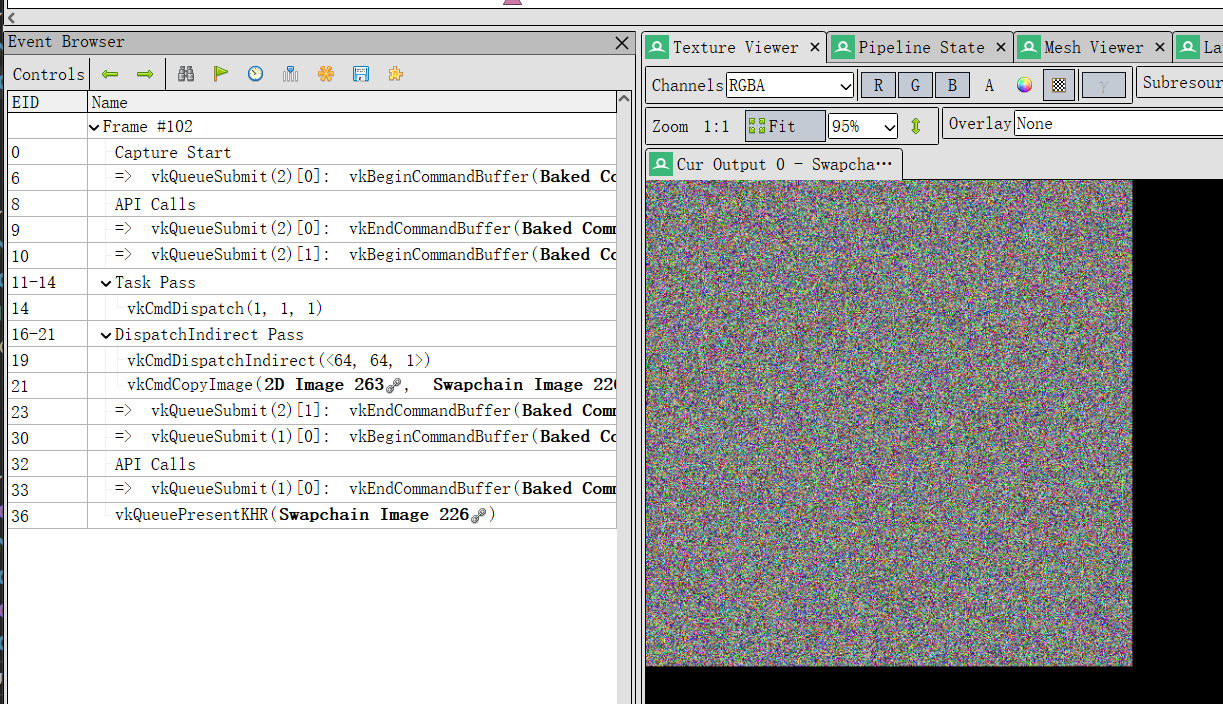 Event Browser
Controls
EID Name
Frame #102
0 Capture Start
6 => vkQueueSubmit(2)[0]: vkBeginCommandBuffer(Baked Co
8 API Calls
9 => vkQueueSubmit(2)[0]: vkEndCommandBuffer(Baked Comm
10 => vkQueueSubmit(2)[1]: vkBeginCommandBuffer(Baked Co
11-14 Task Pass
14 vkCmdDispatch(1, 1, 1)
16-21 DispatchIndirect Pass
19 vkCmdDispatchIndirect(<64, 64, 1>)
21 vkCmdCopyImage(2D Image 263, Swapchain Image 226
23 => vkQueueSubmit(2)[1]: vkEndCommandBuffer(Baked Comm
30 => vkQueueSubmit(1)[0]: vkBeginCommandBuffer(Baked Co
32 API Calls
33 => vkQueueSubmit(1)[0]: vkEndCommandBuffer(Baked Comm
36 vkQueuePresentKHR(Swapchain Image 226)
Texture Viewer × Pipeline State × Mesh Viewer × La
Channels RGBA R G B A γ Subresour
Zoom 1:1 Fit 95% Overlay None
Cur Output 0 - Swapcha···